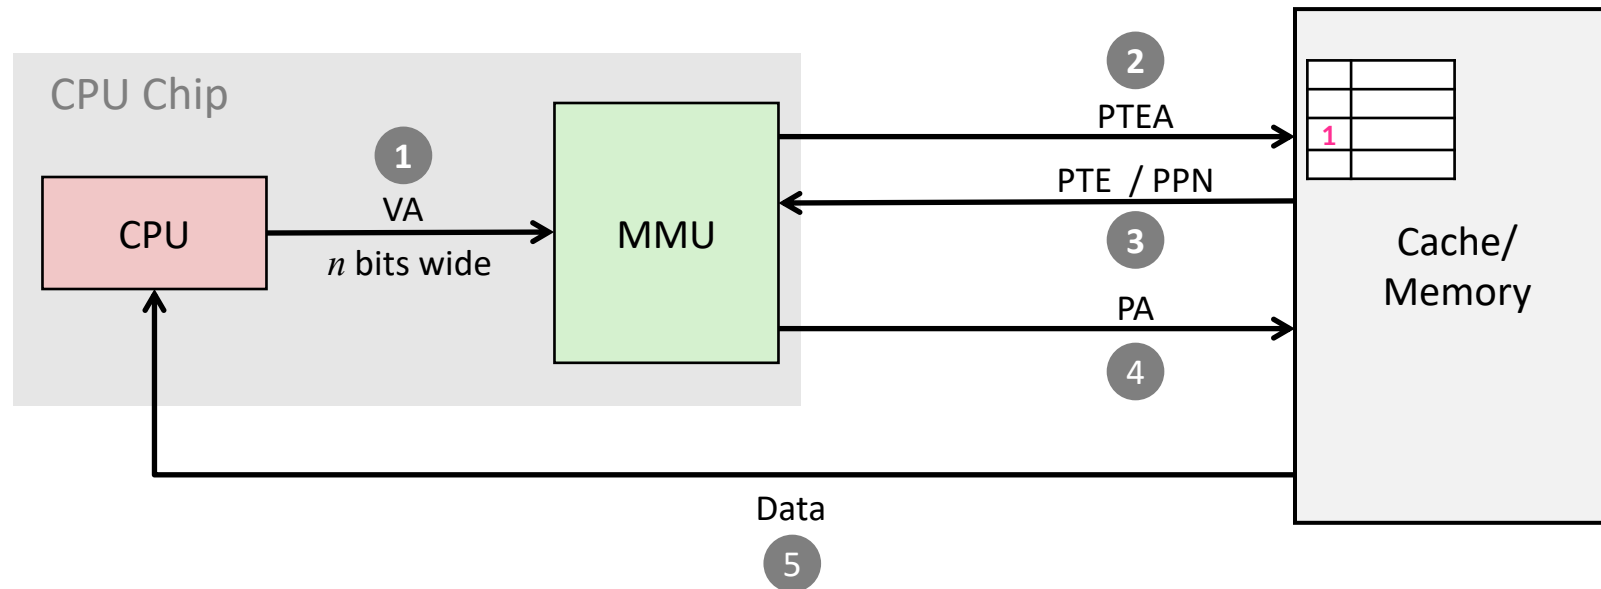 CPU Chip
1
VA
n bits wide
CPU
MMU
2
PTEA
PTE / PPN
3
PA
4
1
Cache/
Memory
Data
5